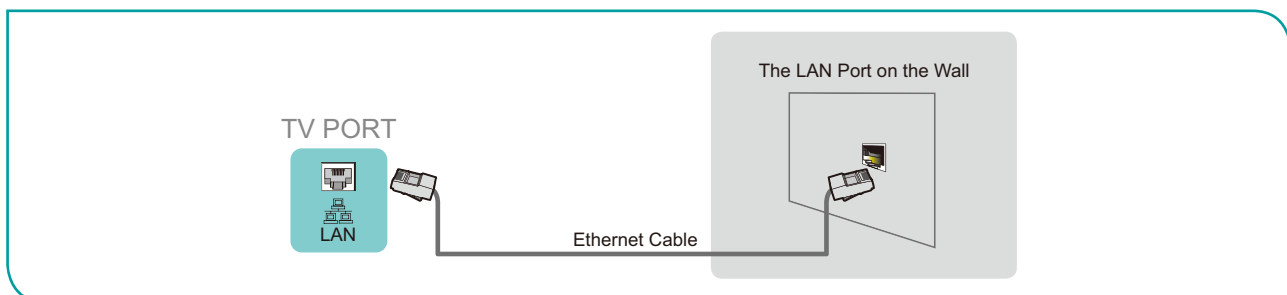 The LAN Port on the Wall
TV PORT
LAN
Ethernet Cable